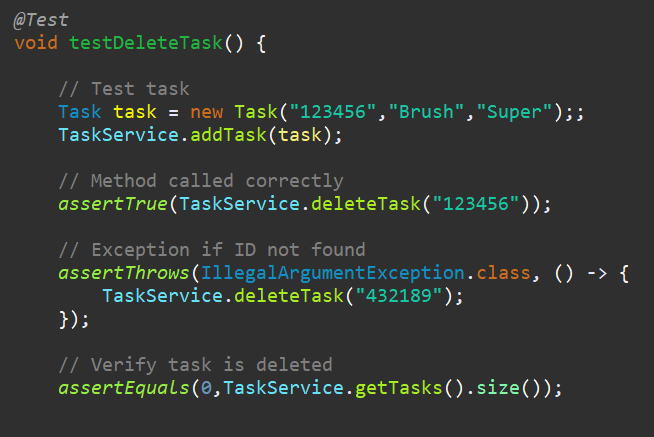 @Test
void testDeleteTask() {
// Test task
Task task = new Task("123456","Brush","Super");;
TaskService.addTask(task);
// Method called correctly
assertTrue(TaskService.deleteTask("123456"));
// Exception if ID not found
assertThrows(IllegalArgumentException.class, () -> {
TaskService.deleteTask("432189");
});
// Verify task is deleted
assertEquals(0,TaskService.getTasks().size());